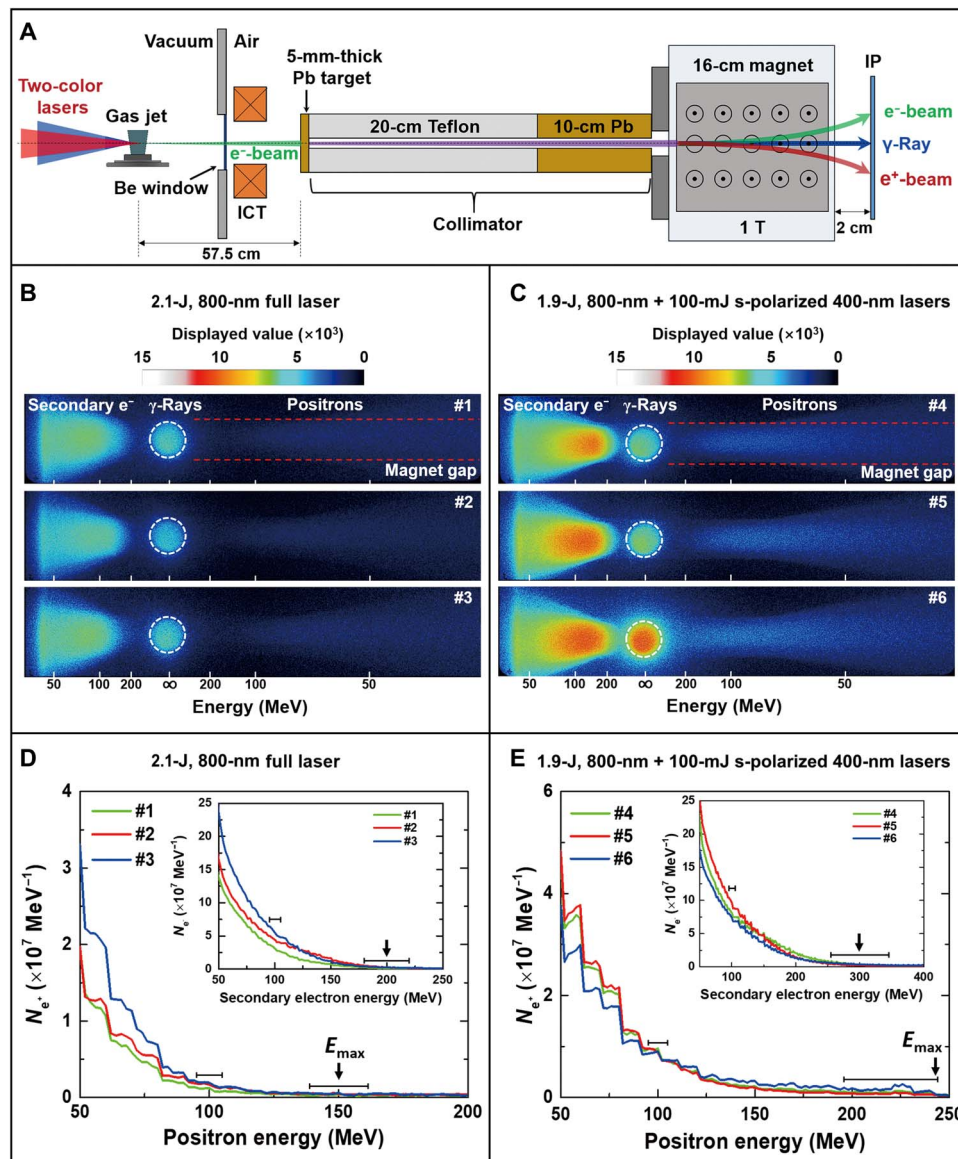 A
Vacuum Air
Two-color
lasers
Gas jet
Be window
ICT
e⁻-beam
57.5 cm
5-mm-thick
Pb target
20-cm Teflon
10-cm Pb
Collimator
16-cm magnet
1 T
IP
e⁻-beam
γ-Ray
e⁺-beam
2 cm
B
2.1-J, 800-nm full laser
Displayed value (×10³)
15 10 5 0
Secondary e⁻ γ-Rays Positrons #1
Magnet gap
#2
#3
50 100 200 ∞ 200 100 50
Energy (MeV)
C
1.9-J, 800-nm + 100-mJ s-polarized 400-nm lasers
Displayed value (×10³)
15 10 5 0
Secondary e⁻ γ-Rays Positrons #4
Magnet gap
#5
#6
50 100 200 ∞ 200 100 50
Energy (MeV)
D
2.1-J, 800-nm full laser
Nₑ⁺ (×10⁷ MeV⁻¹)
4
3
2
1
0
#1
#2
#3
Nₑ⁻ (×10⁷ MeV⁻¹)
25
20
15
10
5
0
#1
#2
#3
50 100 150 200 250
Secondary electron energy
(MeV)
Eₘₐₓ
50 100 150 200
Positron energy (MeV)
E
1.9-J, 800-nm + 100-mJ s-polarized 400-nm lasers
Nₑ⁺ (×10⁷ MeV⁻¹)
6
4
2
0
#4
#5
#6
Nₑ⁻ (×10⁷ MeV⁻¹)
25
20
15
10
5
0
#4
#5
#6
100 200 300 400
Secondary electron energy
(MeV)
Eₘₐₓ
50 100 150 200 250
Positron energy (MeV)